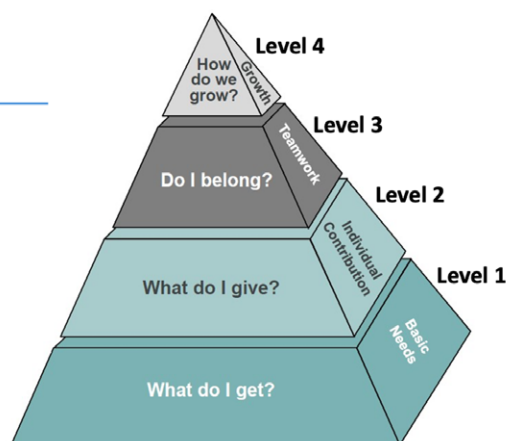 How
do we
grow?
Growth
Level 4
Do I belong?
Teamwork
Level 3
What do I give?
Individual
Contribution
Level 2
What do I get?
Basic
Needs
Level 1